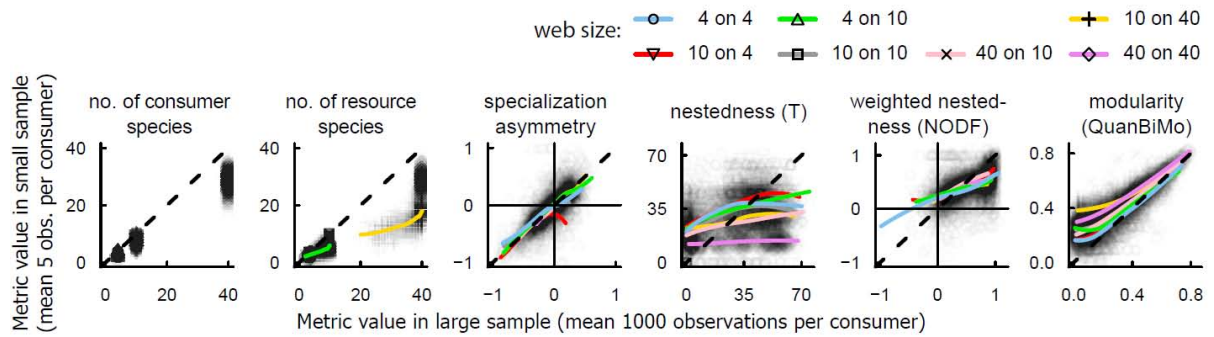 web size:
4 on 4
4 on 10
10 on 40
10 on 4
10 on 10
40 on 10
40 on 40
Metric value in small sample
(mean 5 obs. per consumer)
no. of consumer
species
no. of resource
species
specialization
asymmetry
nestedness (T)
weighted nested-
ness (NODF)
modularity
(QuanBiMo)
40
30
20
10
0
0
20
40
40
30
20
10
0
0
20
40
1
0
−1
−1
0
1
70
35
0
0
35
70
1
0
−1
−1
0
1
0.8
0.4
0.0
0.0
0.4
0.8
Metric value in large sample (mean 1000 observations per consumer)